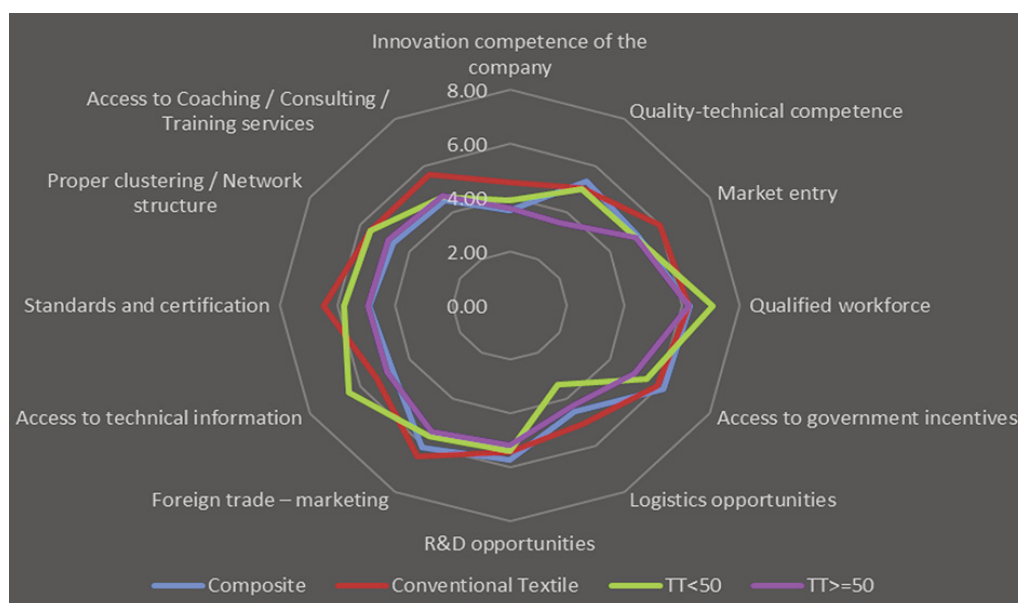 Innovation competence of the
company
Access to Coaching / Consulting /
Training services
8.00
Quality-technical competence
6.00
Proper clustering / Network
structure
4.00
Market entry
2.00
Standards and certification
0.00
Qualified workforce
Access to technical information
Access to government incentives
Foreign trade – marketing
Logistics opportunities
R&D opportunities
Composite
Conventional Textile
TT<50
TT>=50